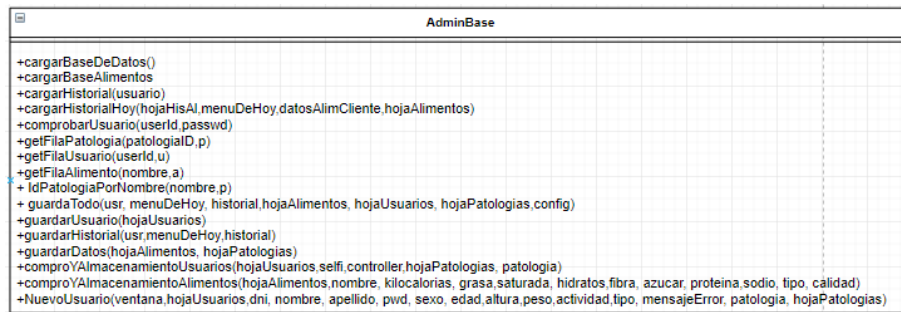 AdminBase
+cargarBaseDeDatos()
+cargarBaseAlimentos
+cargarHistorial(usuario)
+cargarHistorialHoy(hojaHisAl,menuDeHoy,datosAlimCliente,hojaAlimentos)
+comprobarUsuario(userId,passwd)
+getFilaPatologia(patologiaID,p)
+getFilaUsuario(userId,u)
+getFilaAlimento(nombre,a)
+ IdPatologiaPorNombre(nombre,p)
+ guardaTodo(usr, menuDeHoy, historial,hojaAlimentos, hojaUsuarios, hojaPatologias,config)
+guardarUsuario(hojaUsuarios)
+guardarHistorial(usr,menuDeHoy,historial)
+guardarDatos(hojaAlimentos, hojaPatologias)
+comproYAlmacenamientoUsuarios(hojaUsuarios,selfi,controller,hojaPatologias, patologia)
+comproYAlmacenamientoAlimentos(hojaAlimentos,nombre, kilocalorias, grasa,saturada, hidratos,fibra, azucar, proteina,sodio, tipo, calidad)
+NuevoUsuario(ventana,hojaUsuarios,dni, nombre, apellido, pwd, sexo, edad,altura,peso,actividad,tipo, mensajeError, patologia, hojaPatologias)